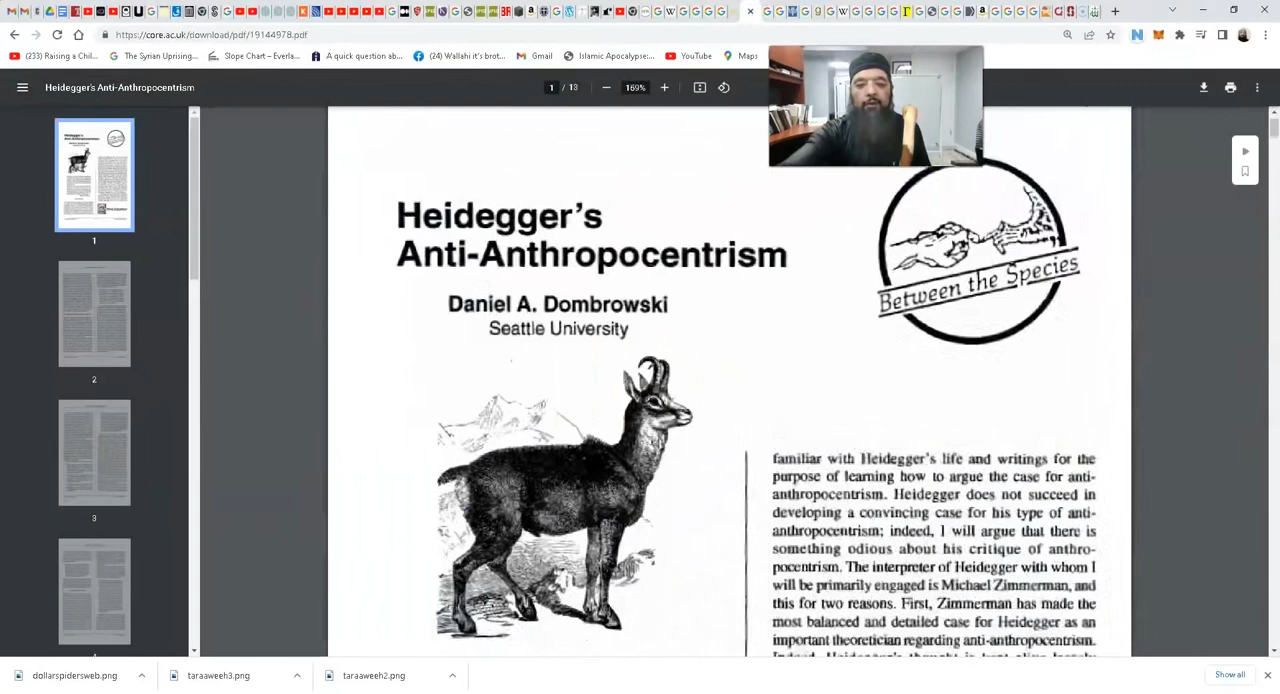 https://core.ac.uk/download/pdf/19144978.pdf
(233) Raising a Chil...
The Syrian Uprising...
Slope Chart – Everla...
A quick question ab...
(24) Wallahi it's brot...
Gmail
Islamic Apocalypse:...
YouTube
Maps
Heidegger's Anti-Anthropocentrism
1 / 13
169%
1
2
3
Heidegger's
Anti-Anthropocentrism
Daniel A. Dombrowski
Seattle University
Between the Species
familiar with Heidegger's life and writings for the
purpose of learning how to argue the case for anti-
anthropocentrism. Heidegger does not succeed in
developing a convincing case for his type of anti-
anthropocentrism; indeed, I will argue that there is
something odious about his critique of anthro-
pocentrism. The interpreter of Heidegger with whom I
will be primarily engaged is Michael Zimmerman, and
this for two reasons. First, Zimmerman has made the
most balanced and detailed case for Heidegger as an
important theoretician regarding anti-anthropocentrism.
dollarspidersweb.png
taraaweeh3.png
taraaweeh2.png
Show all